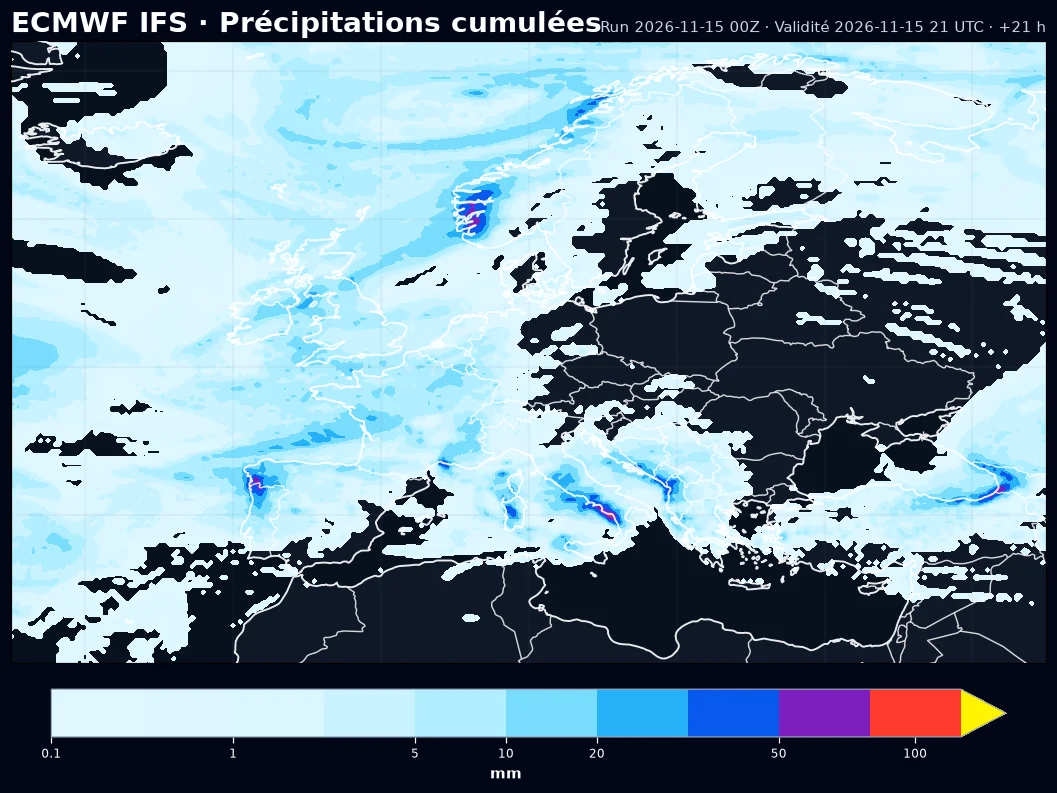 ECMWF IFS · Précipitations cumulées
Run 2026-11-15 00Z · Validité 2026-11-15 21 UTC · +21 h
0.1 1 5 10 20 50 100
mm